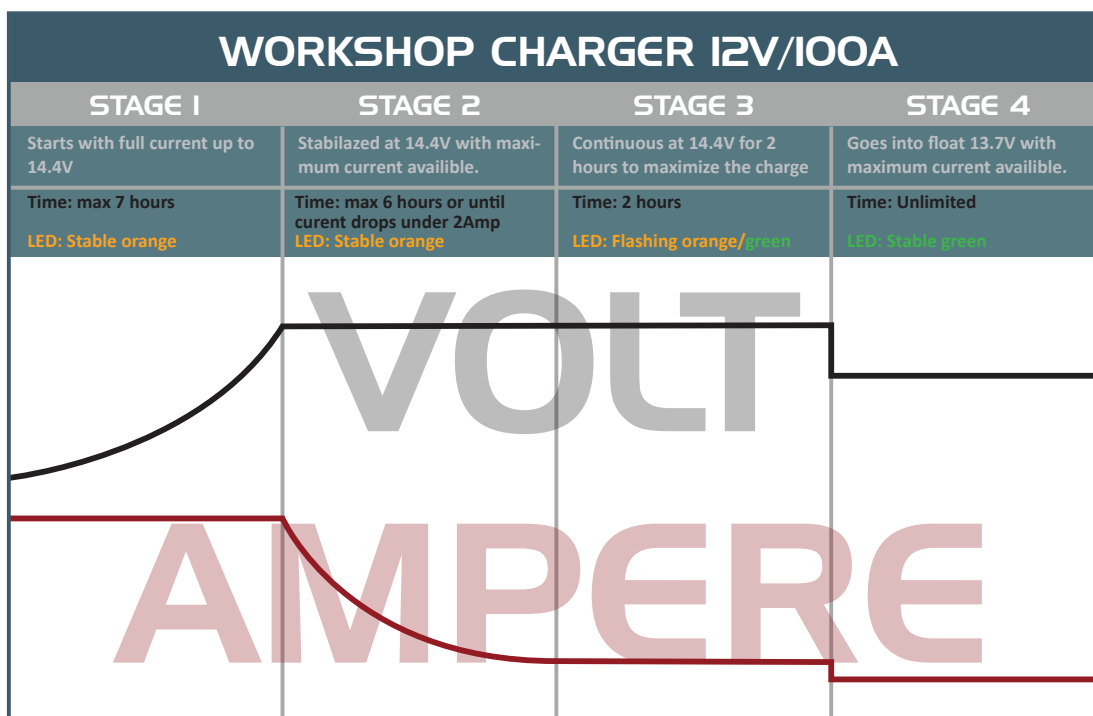 WORKSHOP CHARGER 12V/100A
STAGE 1
STAGE 2
STAGE 3
STAGE 4
Starts with full current up to
14.4V
Stabilazed at 14.4V with maxi-
mum current availible.
Continuous at 14.4V for 2
hours to maximize the charge
Goes into float 13.7V with
maximum current availible.
Time: max 7 hours
LED: Stable orange
Time: max 6 hours or until
curent drops under 2Amp
LED: Stable orange
Time: 2 hours
LED: Flashing orange/green
Time: Unlimited
LED: Stable green
VOLT
AMPERE